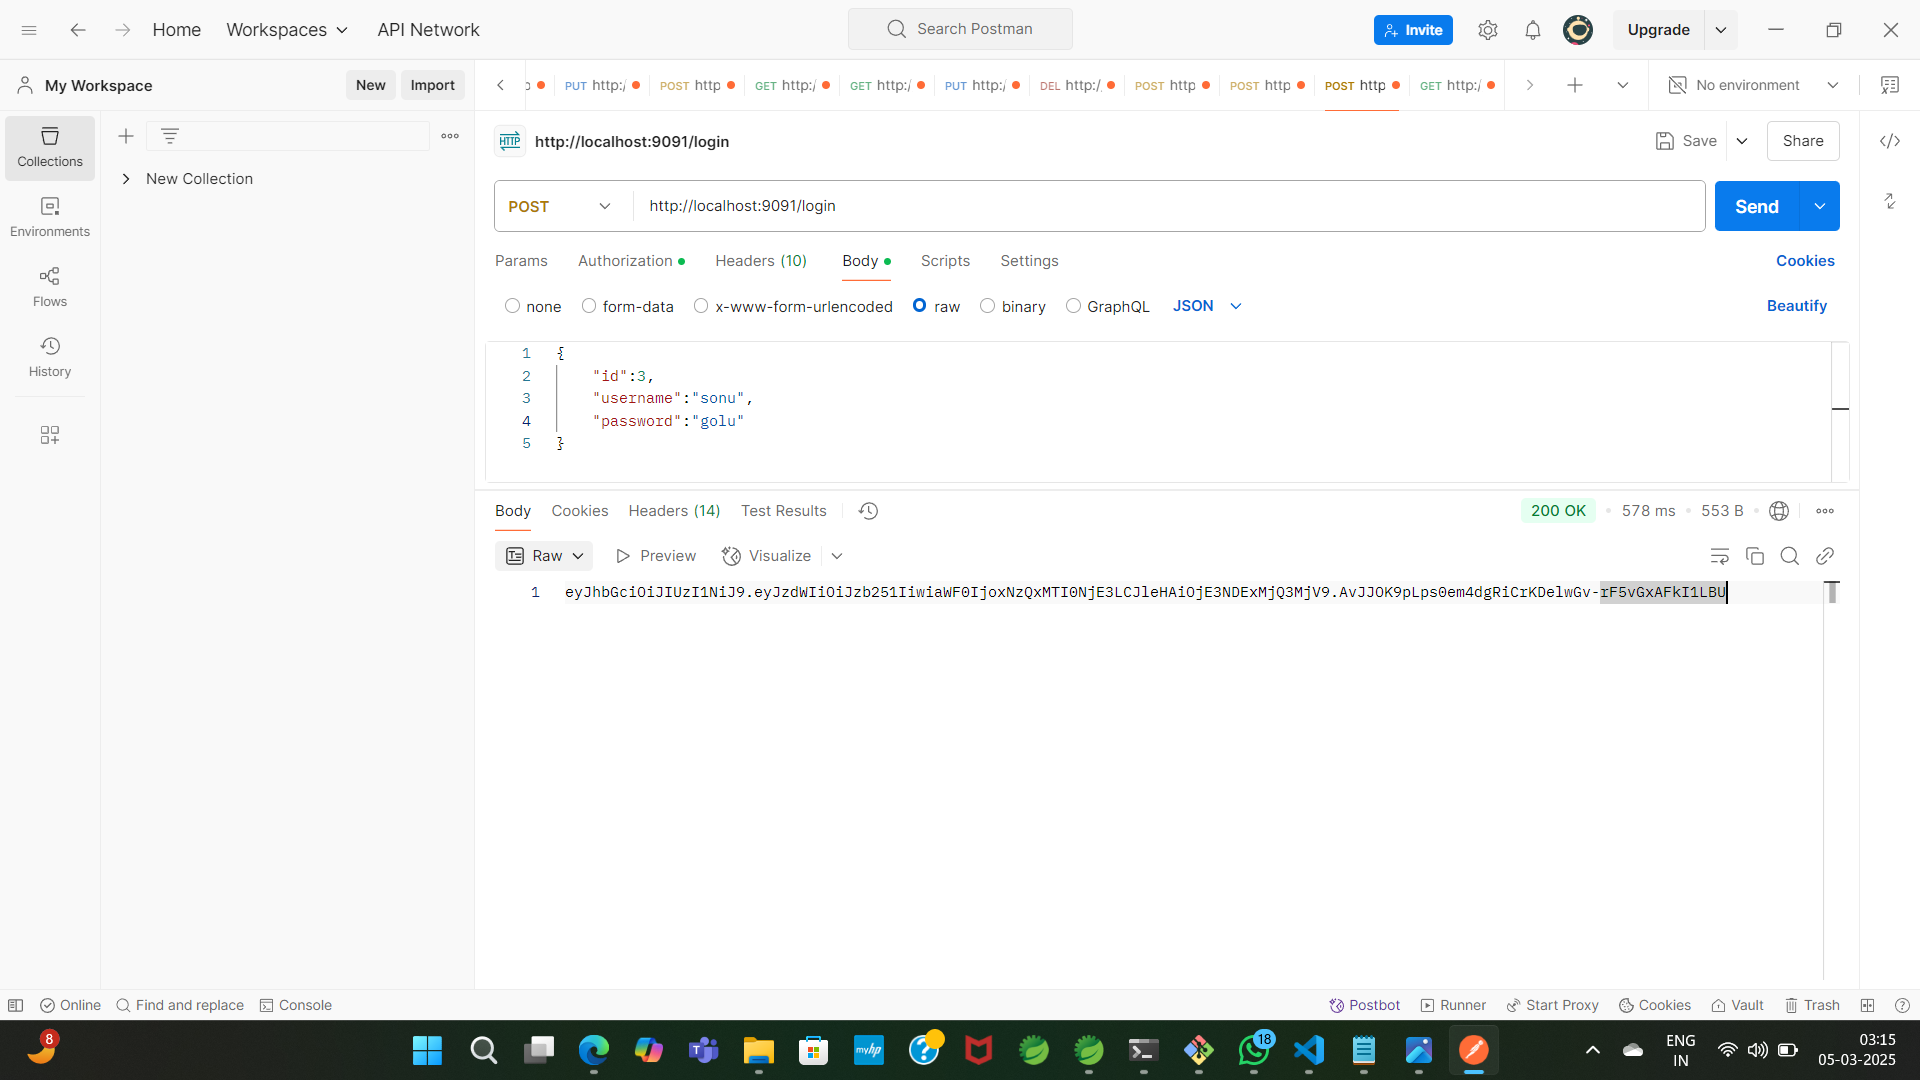 Home Workspaces API Network Search Postman Invite Upgrade
My Workspace New Import PUT http:/ POST http GET http:/ GET http:/ PUT http:/ DEL http:/ POST http POST http POST http GET http:/ No environment
Collections
Environments
Flows
History
New Collection
HTTP http://localhost:9091/login Save Share
POST http://localhost:9091/login Send
Params Authorization Headers (10) Body Scripts Settings Cookies
none form-data x-www-form-urlencoded raw binary GraphQL JSON Beautify
1 {
2 "id":3,
3 "username":"sonu",
4 "password":"golu"
5 }
Body Cookies Headers (14) Test Results 200 OK 578 ms 553 B
Raw Preview Visualize
1 eyJhbGciOiJIUzI1NiJ9.eyJzdWIiOiJzb251IiwiaWF0IjoxNzQxMTI0NjE3LCJleHAiOjE3NDExMjQ3MjV9.AvJJOK9pLps0em4dgRiCrKDelwGv-rF5vGxAFkI1LBU
Online Find and replace Console Postbot Runner Start Proxy Cookies Vault Trash
8 myhp 18 ENG
IN
03:15
05-03-2025